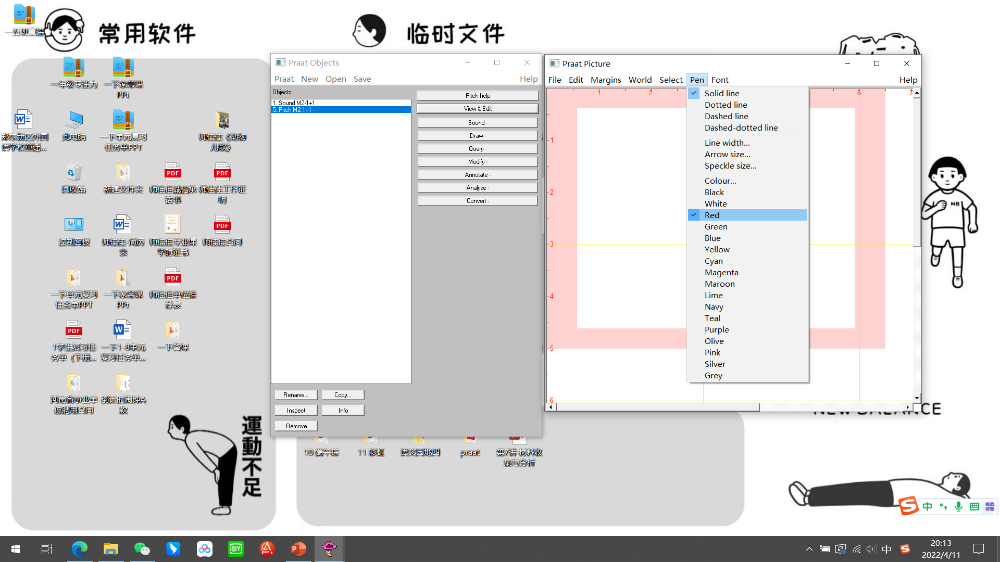 常用软件
临时文件
一五班童谣
一年级专注力
一下家常课
PPt
郑东新区外国
语学校童谣...
此电脑
一下单元复习
任务单PPT
师佳佳《动物
儿歌》
回收站
新建文件夹
师佳佳诚信承
诺书
师佳佳工作证
明
控制面板
师佳佳-简历
表
师佳佳专业课
学时证书
师佳佳合同
一下单元复习
任务单PPT
一下家常课
PPt
师佳佳单位推
荐表
1学生复习任
务单（下册...
一下1-8单元
复习任务单...
一下备课
河南省事业单
位聘用合同
倒计时闹钟A
款
運動不足
Praat Objects
Praat New Open Save Help
Objects:
1. Sound M2-1+1
5. Pitch M2-1+1
Pitch help
View & Edit
Sound -
Draw -
Query -
Modify -
Annotate -
Analyse -
Convert -
Rename... Copy...
Inspect Info
Remove
Praat Picture
File Edit Margins World Select Pen Font Help
1 2 6 7
1
2
3
4
5
6
Solid line
Dotted line
Dashed line
Dashed-dotted line
Line width...
Arrow size...
Speckle size...
Colour...
Black
White
Red
Green
Blue
Yellow
Cyan
Magenta
Maroon
Lime
Navy
Teal
Purple
Olive
Pink
Silver
Grey
NB
NEW BALANCE
10 端午粽
11 彩虹
语文园地四
praat
第7讲 材料收
集与分析
中
中
20:13
2022/4/11